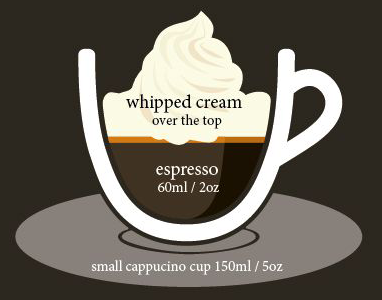 whipped cream
over the top
espresso
60ml / 2oz
small cappucino cup 150ml / 5oz